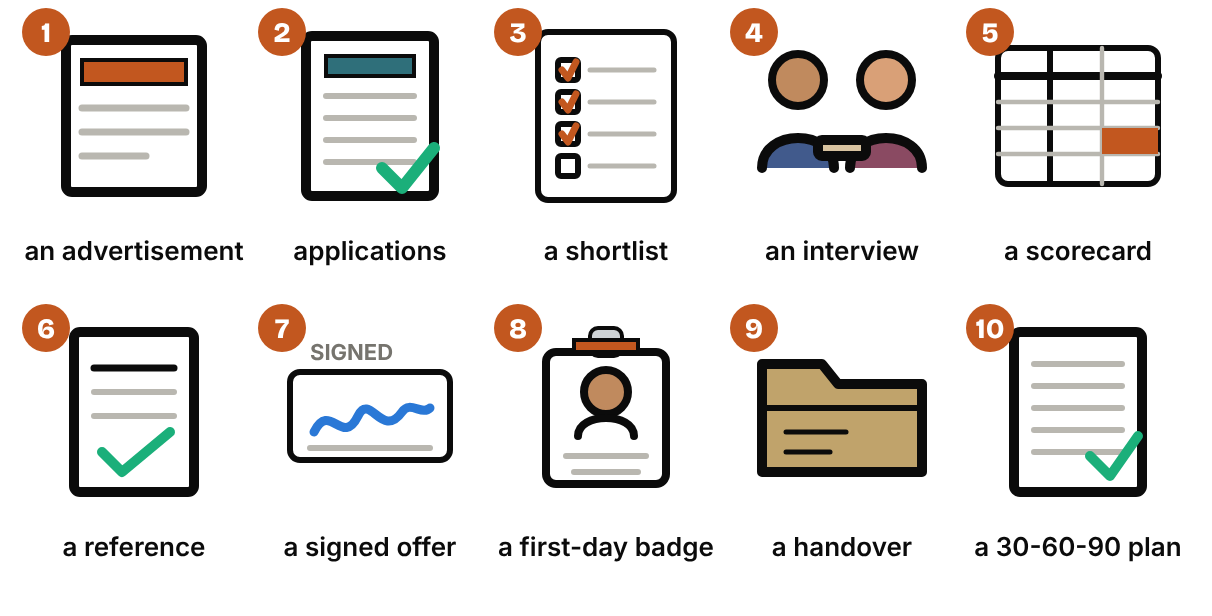 1
2
3
4
5
an advertisement
applications
a shortlist
an interview
a scorecard
6
7
8
9
10
SIGNED
a reference
a signed offer
a first-day badge
a handover
a 30-60-90 plan